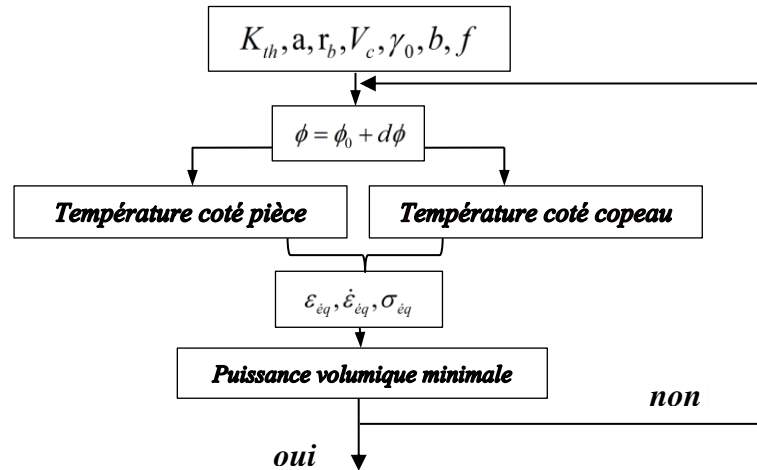 K_th, a, r_b, V_c, γ_0, b, f
ϕ = ϕ_0 + dϕ
Température coté pièce
Température coté copeau
ε_éq, ε̇_éq, σ_éq
Puissance volumique minimale
non
oui